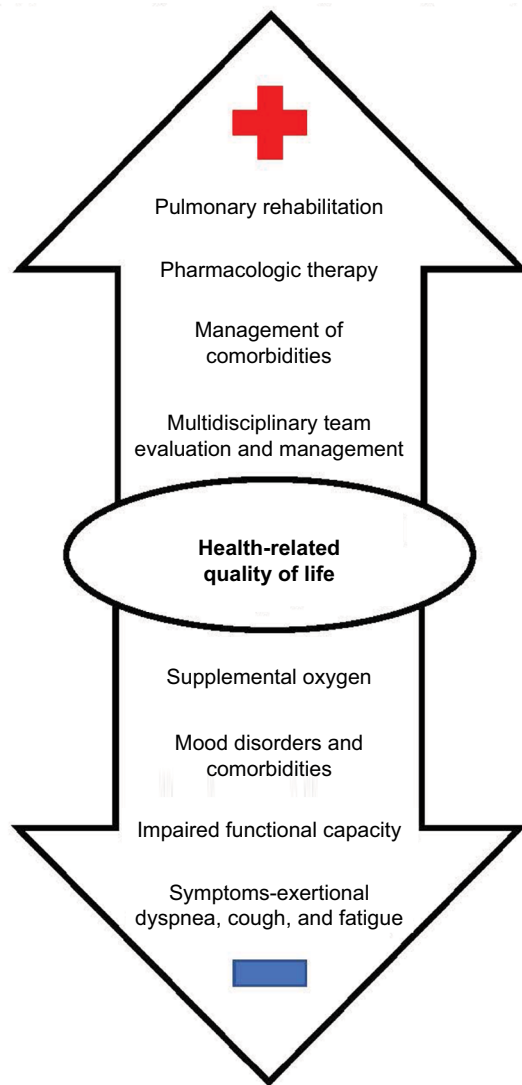 Pulmonary rehabilitation
Pharmacologic therapy
Management of
comorbidities
Multidisciplinary team
evaluation and management
Health-related
quality of life
Supplemental oxygen
Mood disorders and
comorbidities
Impaired functional capacity
Symptoms-exertional
dyspnea, cough, and fatigue